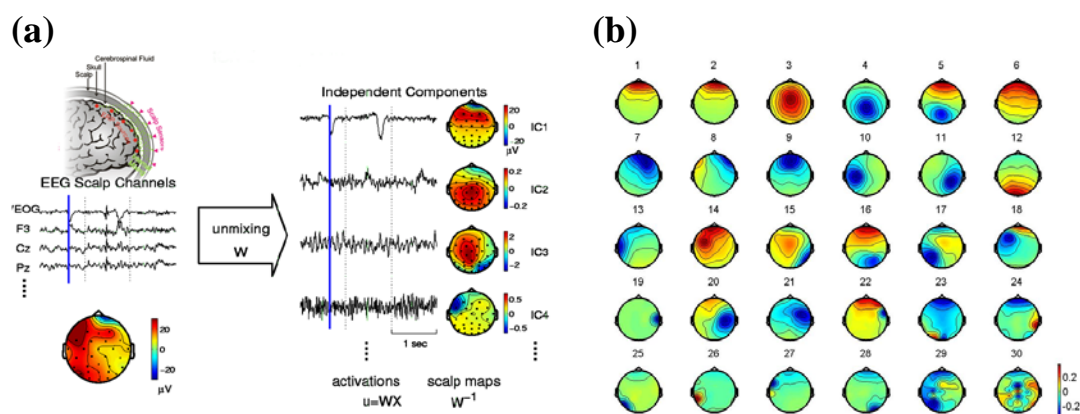 (a)
Cerebrospinal Fluid
Skull
Scalp
EEG Scalp Channels
EOG
F3
Cz
Pz
20
0
-20
µV
unmixing
W
Independent Components
IC1
20
0
-20
µV
IC2
0.2
0
-0.2
IC3
2
0
-2
IC4
0.5
0
-0.5
1 sec
activations
u=WX
scalp maps
W⁻¹
(b)
1 2 3 4 5 6
7 8 9 10 11 12
13 14 15 16 17 18
19 20 21 22 23 24
25 26 27 28 29 30
0.4
0.2
0
-0.2